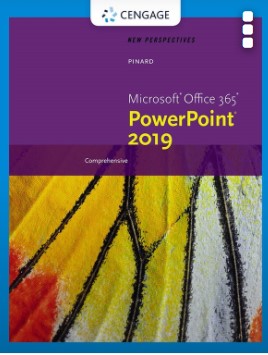 CENGAGE
NEW PERSPECTIVES
PINARD
Microsoft® Office 365®
PowerPoint®
2019
Comprehensive